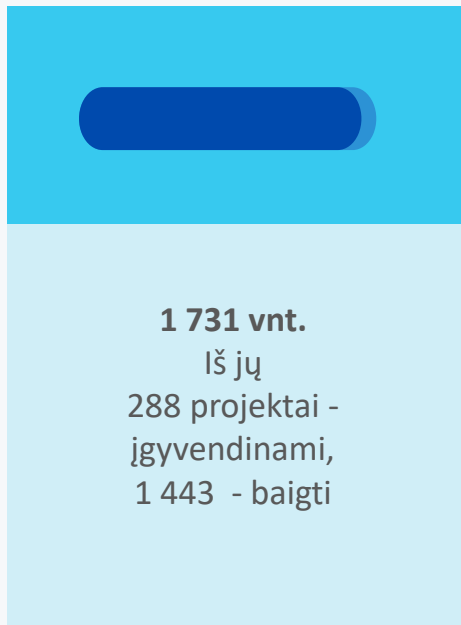 1 731 vnt.
Iš jų
288 projektai -
įgyvendinami,
1 443  - baigti